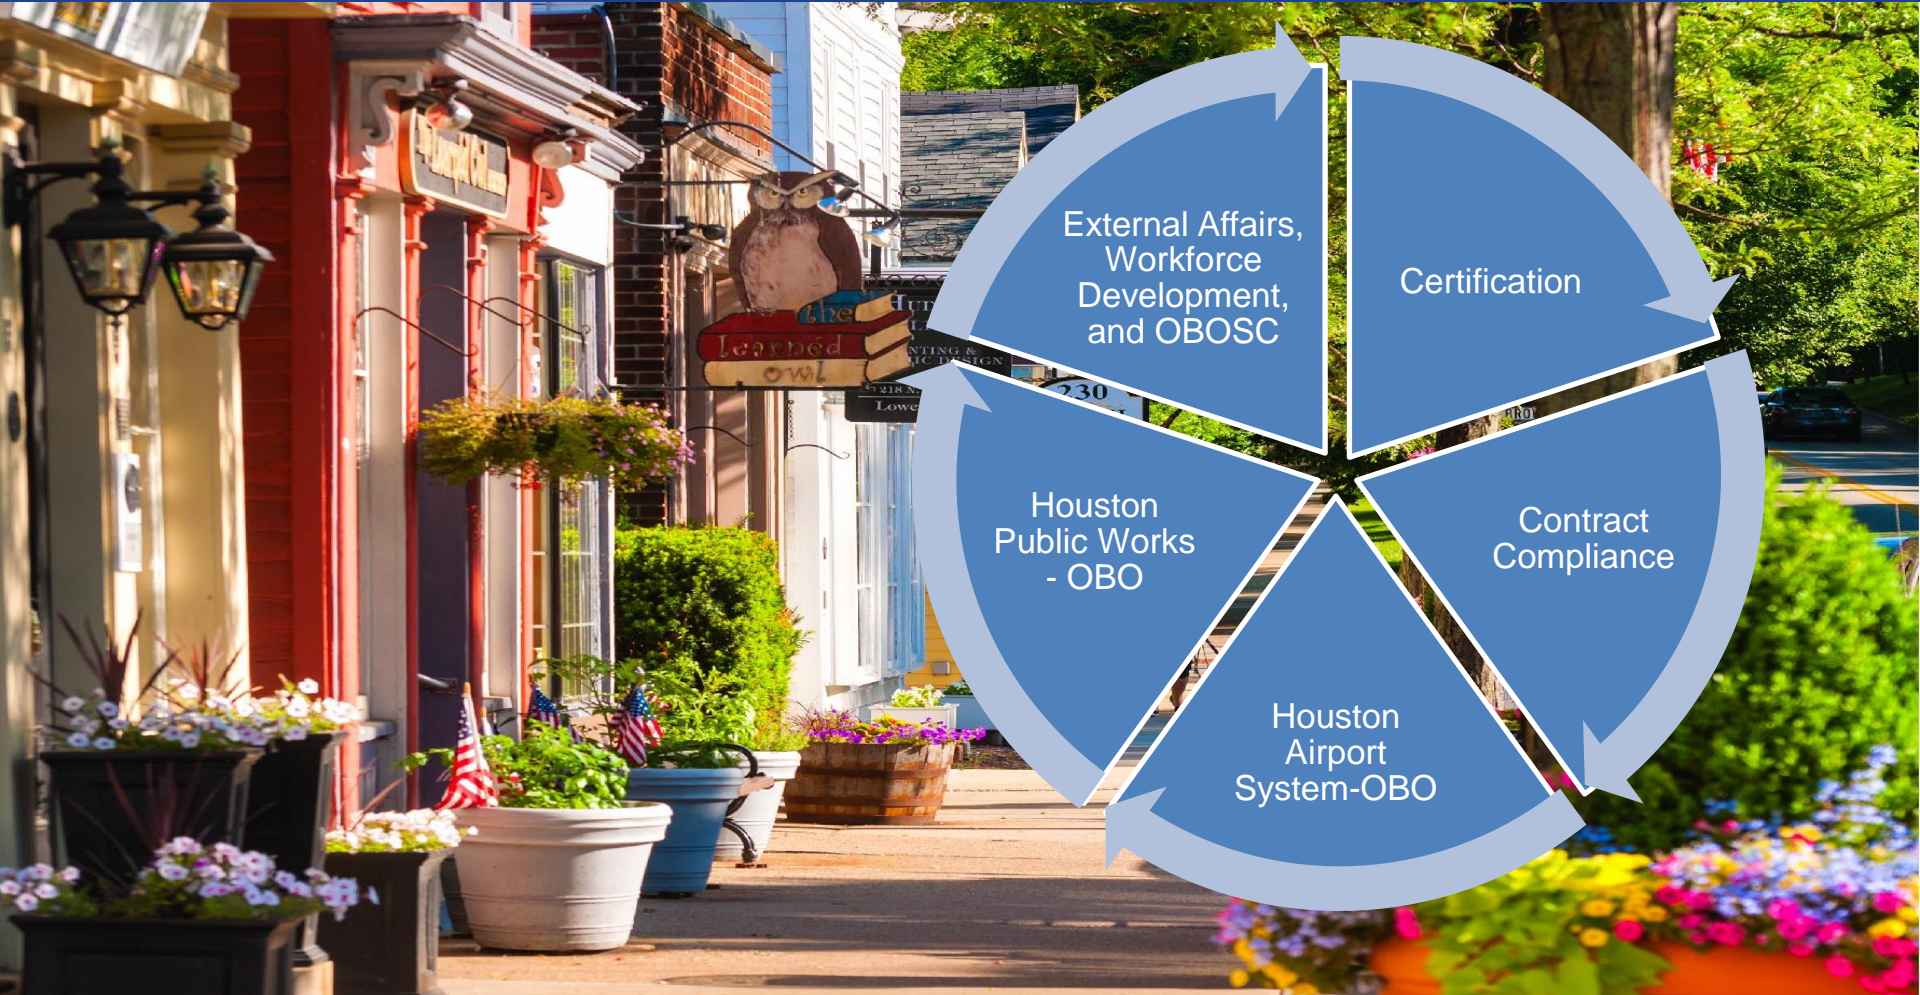 External Affairs,
Workforce
Development,
and OBOSC
Certification
Contract
Compliance
Houston
Airport
System-OBO
Houston
Public Works
- OBO
the
Learned
owl
230
218 N.